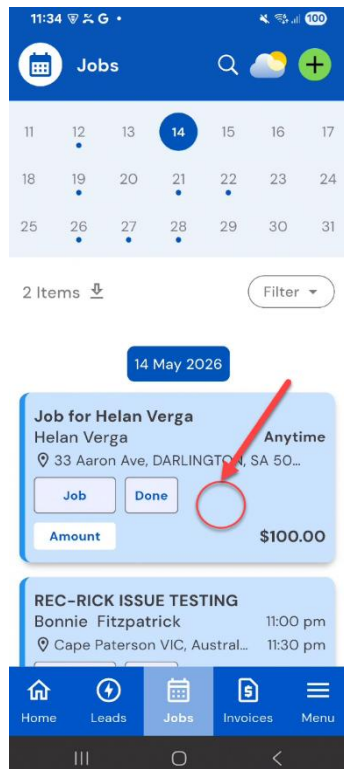 11:34 G
100
Jobs
11 12 13 14 15 16 17
18 19 20 21 22 23 24
25 26 27 28 29 30 31
2 Items Filter
14 May 2026
Job for Helan Verga
Helan Verga Anytime
33 Aaron Ave, DARLINGTON, SA 50...
Job Done
Amount $100.00
REC-RICK ISSUE TESTING
Bonnie Fitzpatrick 11:00 pm
Cape Paterson VIC, Austral... 11:30 pm
Home Leads Jobs Invoices Menu